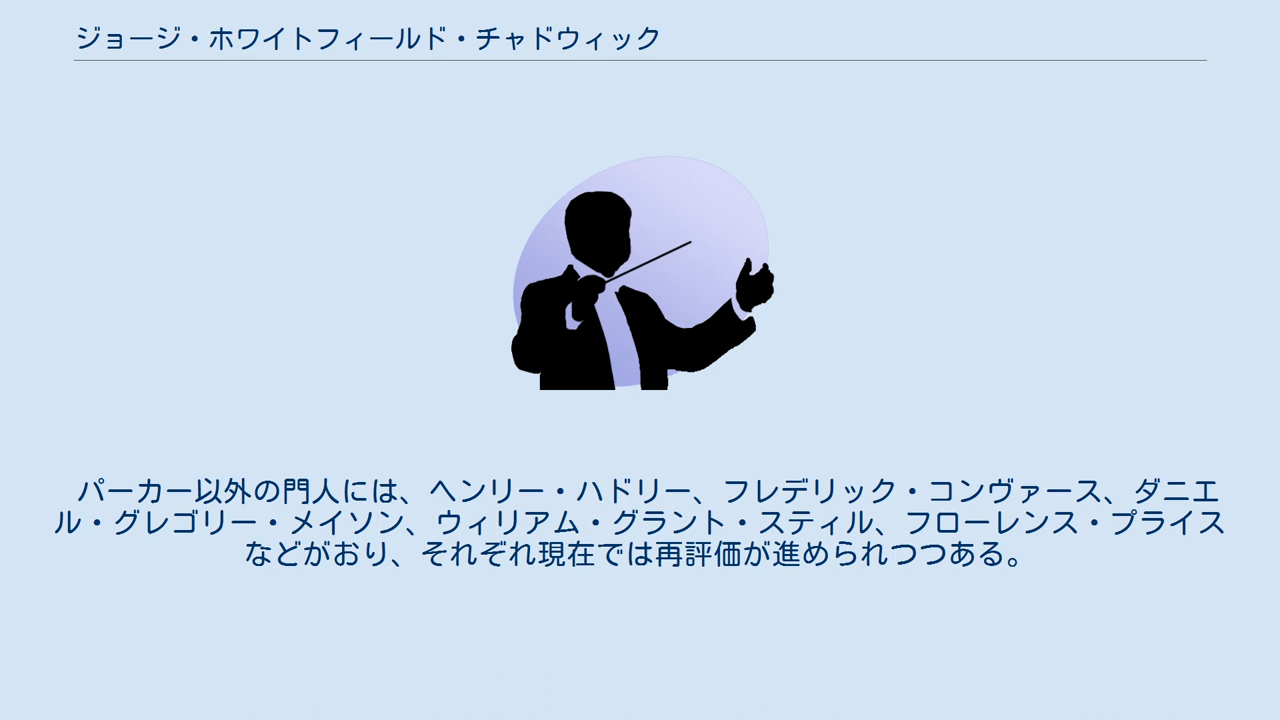 ジョージ・ホワイトフィールド・チャドウィック
パーカー以外の門人には、ヘンリー・ハドリー、フレデリック・コンヴァース、ダニエ
ル・グレゴリー・メイソン、ウィリアム・グラント・スティル、フローレンス・プライス
などがおり、それぞれ現在では再評価が進められつつある。